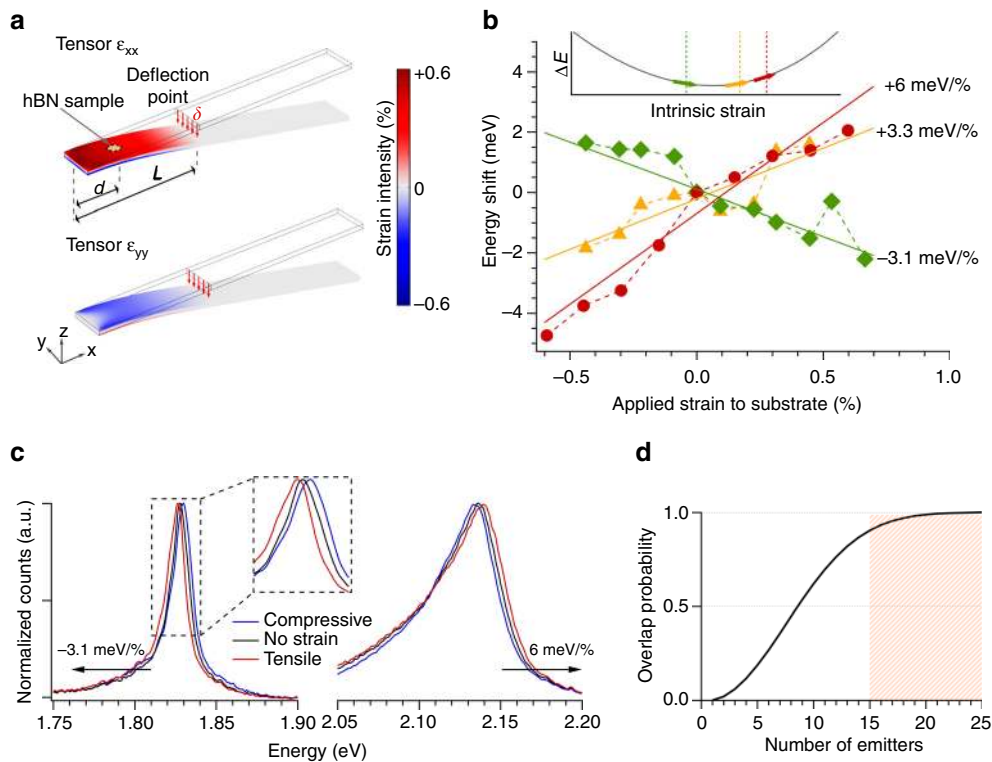 a
Tensor εxx
hBN sample
Deflection
point
δ
d
L
Tensor εyy
z
y
x
+0.6
0
−0.6
Strain intensity (%)
b
ΔE
Intrinsic strain
+6 meV/%
+3.3 meV/%
−3.1 meV/%
4
2
0
−2
−4
Energy shift (meV)
−0.5
0.0
0.5
1.0
Applied strain to substrate (%)
c
Normalized counts (a.u.)
Compressive
No strain
Tensile
−3.1 meV/%
6 meV/%
1.75
1.80
1.85
1.90
2.05
2.10
2.15
2.20
Energy (eV)
d
Overlap probability
1.0
0.5
0.0
0
5
10
15
20
25
Number of emitters